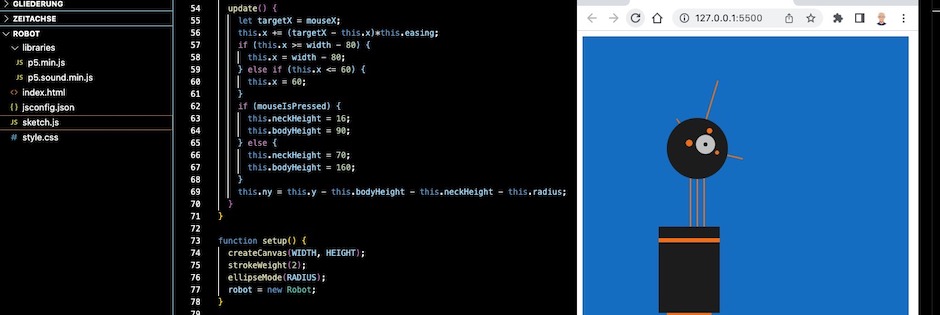 GLIEDERUNG
ZEITACHSE
ROBOT
libraries
JS p5.min.js
JS p5.sound.min.js
<> index.html
{} jsconfig.json
JS sketch.js
# style.css
54 update() {
55 let targetX = mouseX;
56 this.x += (targetX - this.x)*this.easing;
57 if (this.x >= width - 80) {
58 this.x = width - 80;
59 } else if (this.x <= 60) {
60 this.x = 60;
61 }
62 if (mouseIsPressed) {
63 this.neckHeight = 16;
64 this.bodyHeight = 90;
65 } else {
66 this.neckHeight = 70;
67 this.bodyHeight = 160;
68 }
69 this.ny = this.y - this.bodyHeight - this.neckHeight - this.radius;
70 }
71 }
72
73 function setup() {
74 createCanvas(WIDTH, HEIGHT);
75 strokeWeight(2);
76 ellipseMode(RADIUS);
77 robot = new Robot;
78 }
79
127.0.0.1:5500